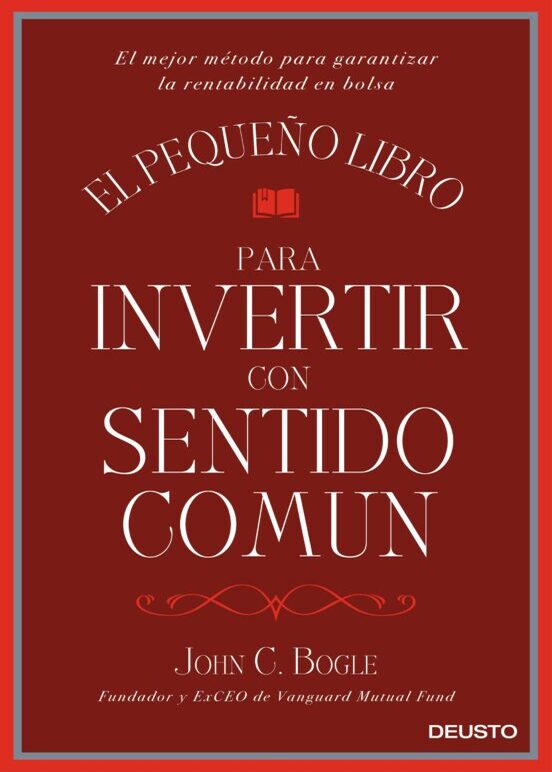 El mejor método para garantizar
la rentabilidad en bolsa
EL PEQUEÑO LIBRO
PARA
INVERTIR
CON
SENTIDO
COMUN
JOHN C. BOGLE
Fundador y ExCEO de Vanguard Mutual Fund
DEUSTO